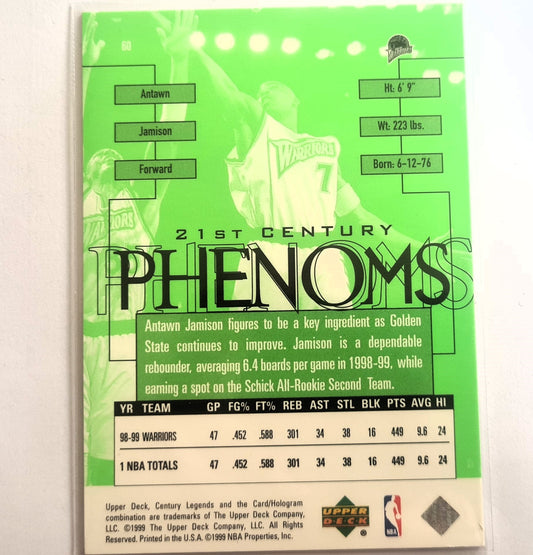 60
Antawn
Jamison
Forward
Ht: 6' 9"
Wt: 223 lbs.
Born: 6-12-76
WARRIORS
7
21ST CENTURY
PHENOMS
Antawn Jamison figures to be a key ingredient as Golden
State continues to improve. Jamison is a dependable
rebounder, averaging 6.4 boards per game in 1998-99, while
earning a spot on the Schick All-Rookie Second Team.
YR TEAM GP FG% FT% REB AST STL BLK PTS AVG HI
98-99 WARRIORS 47 .452 .588 301 34 38 16 449 9.6 24
1 NBA TOTALS 47 .452 .588 301 34 38 16 449 9.6 24
Upper Deck, Century Legends and the Card/Hologram
combination are trademarks of The Upper Deck Company,
LLC. ©1999 The Upper Deck Company, LLC. All Rights
Reserved. Printed in the U.S.A. ©1999 NBA Properties, Inc.
UPPER
DECK
NBA